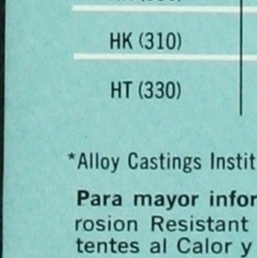 HK (310)
HT (330)
*Alloy Castings Instit
Para mayor infor
rosion Resistant
tentes al Calor y